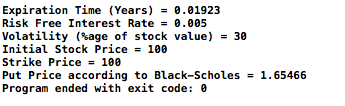 Expiration Time (Years) = 0.01923
Risk Free Interest Rate = 0.005
Volatility (%age of stock value) = 30
Initial Stock Price = 100
Strike Price = 100
Put Price according to Black-Scholes = 1.65466
Program ended with exit code: 0